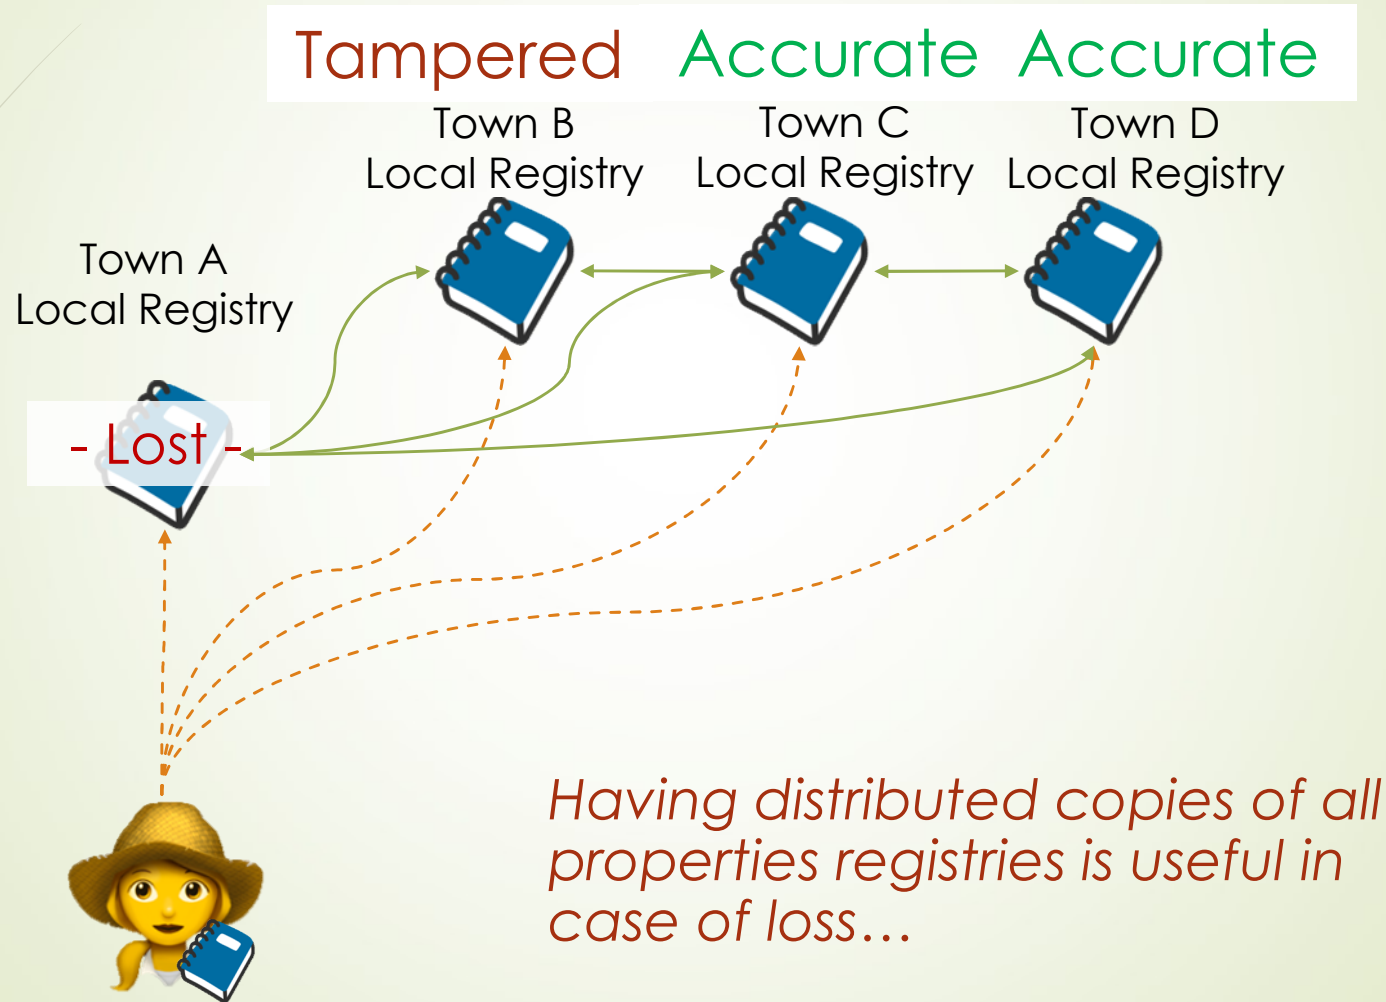 Tampered Accurate Accurate
Town B
Local Registry
Town C
Local Registry
Town D
Local Registry
Town A
Local Registry
- Lost -
Having distributed copies of all
properties registries is useful in
case of loss…